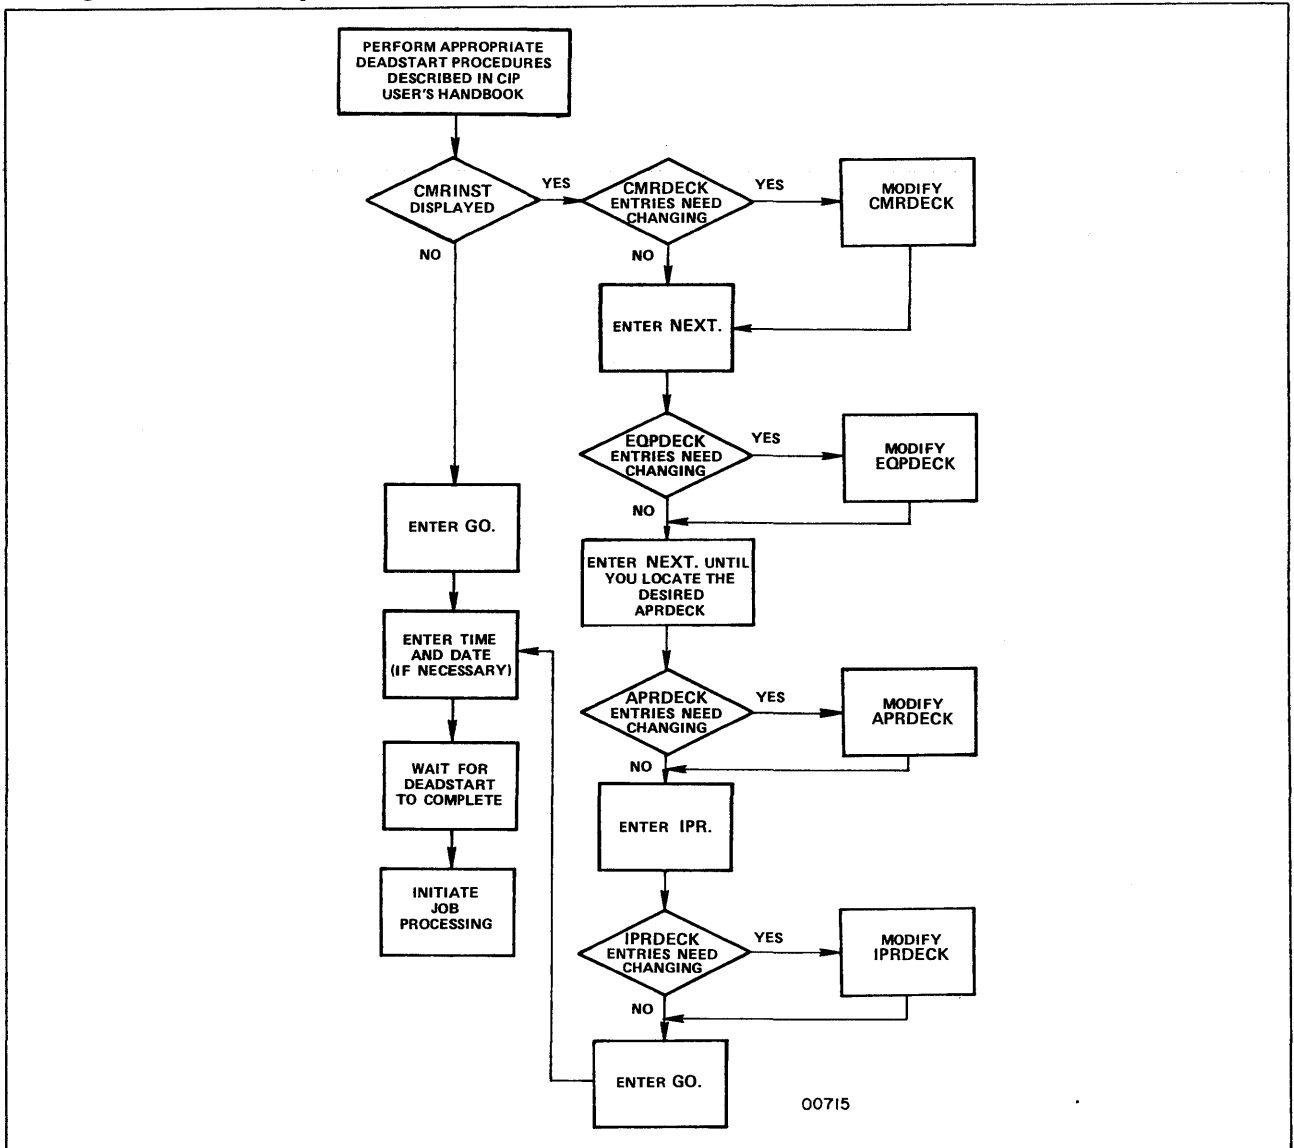 PERFORM APPROPRIATE
DEADSTART PROCEDURES
DESCRIBED IN CIP
USER'S HANDBOOK
CMRINST
DISPLAYED
YES
NO
CMRDECK
ENTRIES NEED
CHANGING
YES
NO
MODIFY
CMRDECK
ENTER NEXT.
EQPDECK
ENTRIES NEED
CHANGING
YES
NO
MODIFY
EQPDECK
ENTER GO.
ENTER NEXT. UNTIL
YOU LOCATE THE
DESIRED
APRDECK
ENTER TIME
AND DATE
(IF NECESSARY)
APRDECK
ENTRIES NEED
CHANGING
YES
NO
MODIFY
APRDECK
WAIT FOR
DEADSTART
TO COMPLETE
ENTER IPR.
INITIATE
JOB
PROCESSING
IPRDECK
ENTRIES NEED
CHANGING
YES
NO
MODIFY
IPRDECK
ENTER GO.
00715